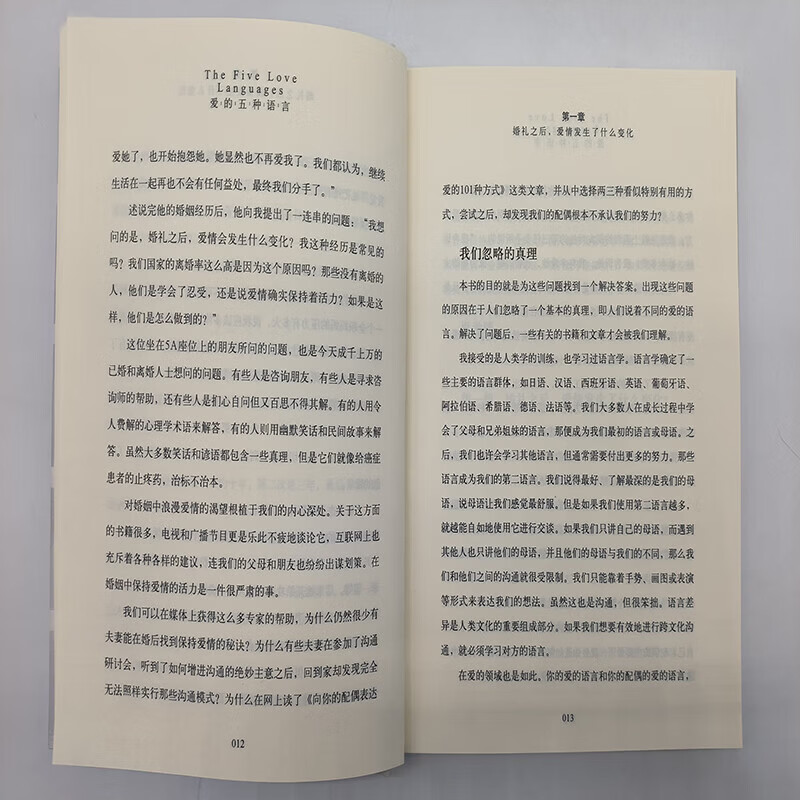 The Five Love
Languages
爱的五种语言
爱她了，也开始抱怨她。她显然也不再爱我了。我们都认为，继续
生活在一起再也不会有任何益处，最终我们分手了。”
述说完他的婚姻经历后，他向我提出了一连串的问题：“我想
问的是，婚礼之后，爱情会发生什么变化？我这种经历是常见的
吗？我们国家的离婚率这么高是因为这个原因吗？那些没有离婚的
人，他们是学会了忍受，还是说爱情确实保持着活力？如果是这
样，他们是怎么做到的？”
这位坐在5A座位上的朋友所问的问题，也是今天成千上万的
已婚和离婚人士想问的问题。有些人是咨询朋友，有些人是寻求咨
询师的帮助，还有些人是扪心自问但又百思不得其解。有的人用令
人费解的心理学术语来解答，有的人则用幽默笑话和民间故事来解
答。虽然大多数笑话和谚语都包含一些真理，但是它们就像给癌症
患者的止疼药，治标不治本。
对婚姻中浪漫爱情的渴望根植于我们的内心深处。关于这方面
的书籍很多，电视和广播节目更是乐此不疲地谈论它，互联网上也
充斥着各种各样的建议，连我们的父母和朋友也纷纷出谋划策。在
婚姻中保持爱情的活力是一件很严肃的事。
我们可以在媒体上获得这么多专家的帮助，为什么仍然很少有
夫妻能在婚后找到保持爱情的秘诀？为什么有些夫妻在参加了沟通
研讨会，听到了如何增进沟通的绝妙主意之后，回到家却发现完全
无法照样实行那些沟通模式？为什么在网上读了《向你的配偶表达
012
第一章
婚礼之后，爱情发生了什么变化
爱的101种方式》这类文章，并从中选择两三种看似特别有用的方
式，尝试之后，却发现我们的配偶根本不承认我们的努力？
我们忽略的真理
本书的目的就是为这些问题找到一个解决答案。出现这些问题
的原因在于人们忽略了一个基本的真理，即人们说着不同的爱的语
言。解决了问题后，一些有关的书籍和文章才会被我们理解。
我接受的是人类学的训练，也学习过语言学。语言学确定了一
些主要的语言群体，如日语、汉语、西班牙语、英语、葡萄牙语、
阿拉伯语、希腊语、德语、法语等。我们大多数人在成长过程中学
会了父母和兄弟姐妹的语言，那便成为我们最初的语言或母语。之
后，我们也许会学习其他语言，但通常需要付出更多的努力。那些
语言成为我们的第二语言。我们说得最好、了解最深的是我们的母
语，说母语让我们感觉最舒服。但是如果我们使用第二语言越多，
就越能自如地使用它进行交谈。如果我们只讲自己的母语，而遇到
其他人也只讲他们的母语，并且他们的母语与我们的不同，那么我
们和他们之间的沟通就很受限制。我们只能靠着手势、画图或表演
等形式来表达我们的想法。虽然这也是沟通，但很笨拙。语言差
异是人类文化的重要组成部分。如果我们想要有效地进行跨文化沟
通，就必须学习对方的语言。
在爱的领域也是如此。你的爱的语言和你的配偶的爱的语言，
013